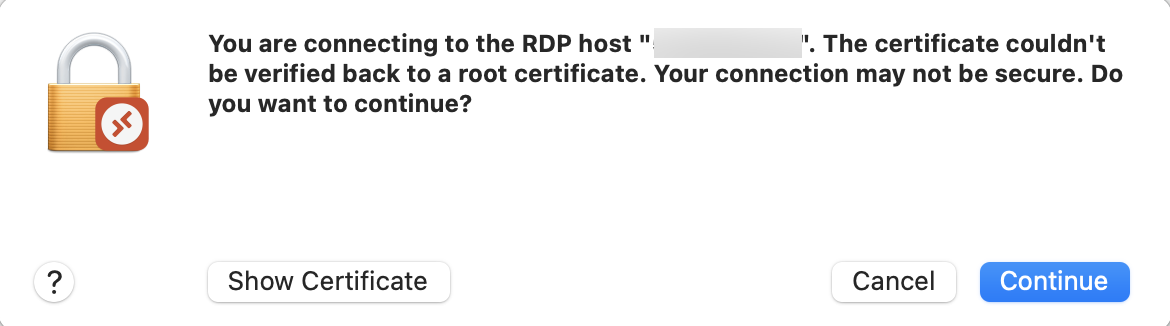 You are connecting to the RDP host "". The certificate couldn't
be verified back to a root certificate. Your connection may not be secure. Do
you want to continue?
?
Show Certificate
Cancel
Continue